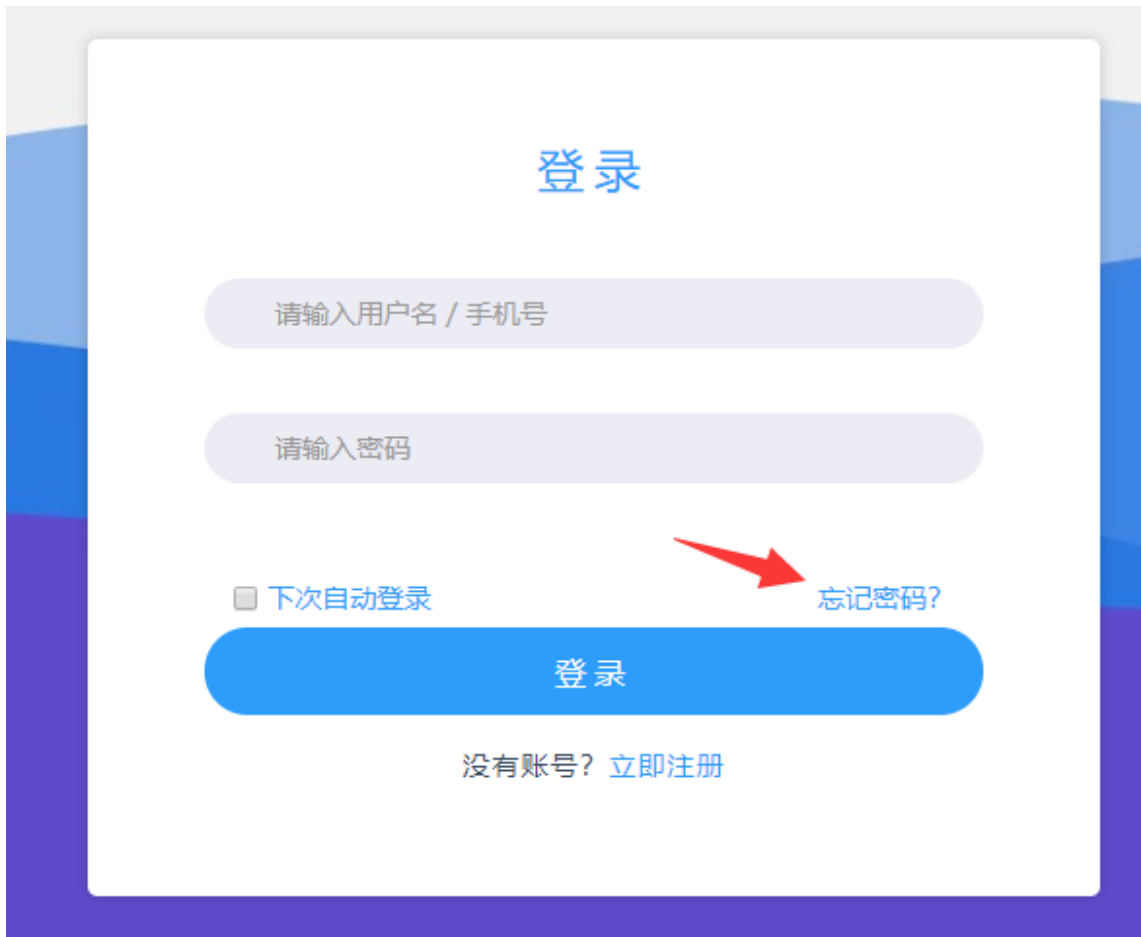 登录
请输入用户名 / 手机号
请输入密码
下次自动登录 忘记密码?
登录
没有账号? 立即注册